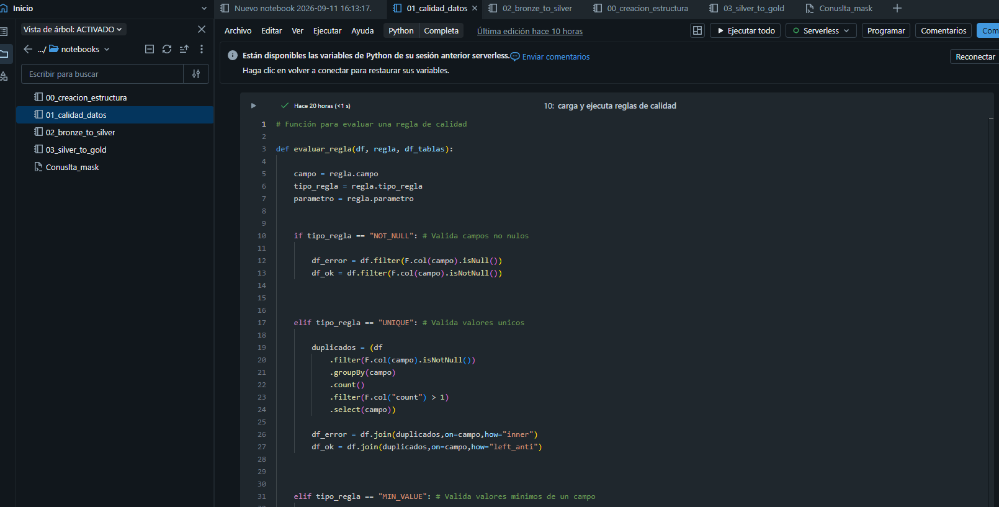 Inicio
Nuevo notebook 2026-09-11 16:13:17.
01_calidad_datos
02_bronze_to_silver
00_creacion_estructura
03_silver_to_gold
Conuslta_mask
Vista de árbol: ACTIVADO
Archivo Editar Ver Ejecutar Ayuda Python Completa Última edición hace 10 horas
Ejecutar todo Serverless Programar Comentarios Com
.../ notebooks
Escribir para buscar
00_creacion_estructura
01_calidad_datos
02_bronze_to_silver
03_silver_to_gold
Conuslta_mask
Están disponibles las variables de Python de su sesión anterior serverless. Enviar comentarios
Haga clic en volver a conectar para restaurar sus variables.
Reconectar
Hace 20 horas (<1 s)
10: carga y ejecuta reglas de calidad
1 # Función para evaluar una regla de calidad
2
3 def evaluar_regla(df, regla, df_tablas):
4
5 campo = regla.campo
6 tipo_regla = regla.tipo_regla
7 parametro = regla.parametro
8
9
10 if tipo_regla == "NOT_NULL": # Valida campos no nulos
11
12 df_error = df.filter(F.col(campo).isNull())
13 df_ok = df.filter(F.col(campo).isNotNull())
14
15
16
17 elif tipo_regla == "UNIQUE": # Valida valores unicos
18
19 duplicados = (df
20 .filter(F.col(campo).isNotNull())
21 .groupBy(campo)
22 .count()
23 .filter(F.col("count") > 1)
24 .select(campo))
25
26 df_error = df.join(duplicados,on=campo,how="inner")
27 df_ok = df.join(duplicados,on=campo,how="left_anti")
28
29
30
31 elif tipo_regla == "MIN_VALUE": # Valida valores minimos de un campo